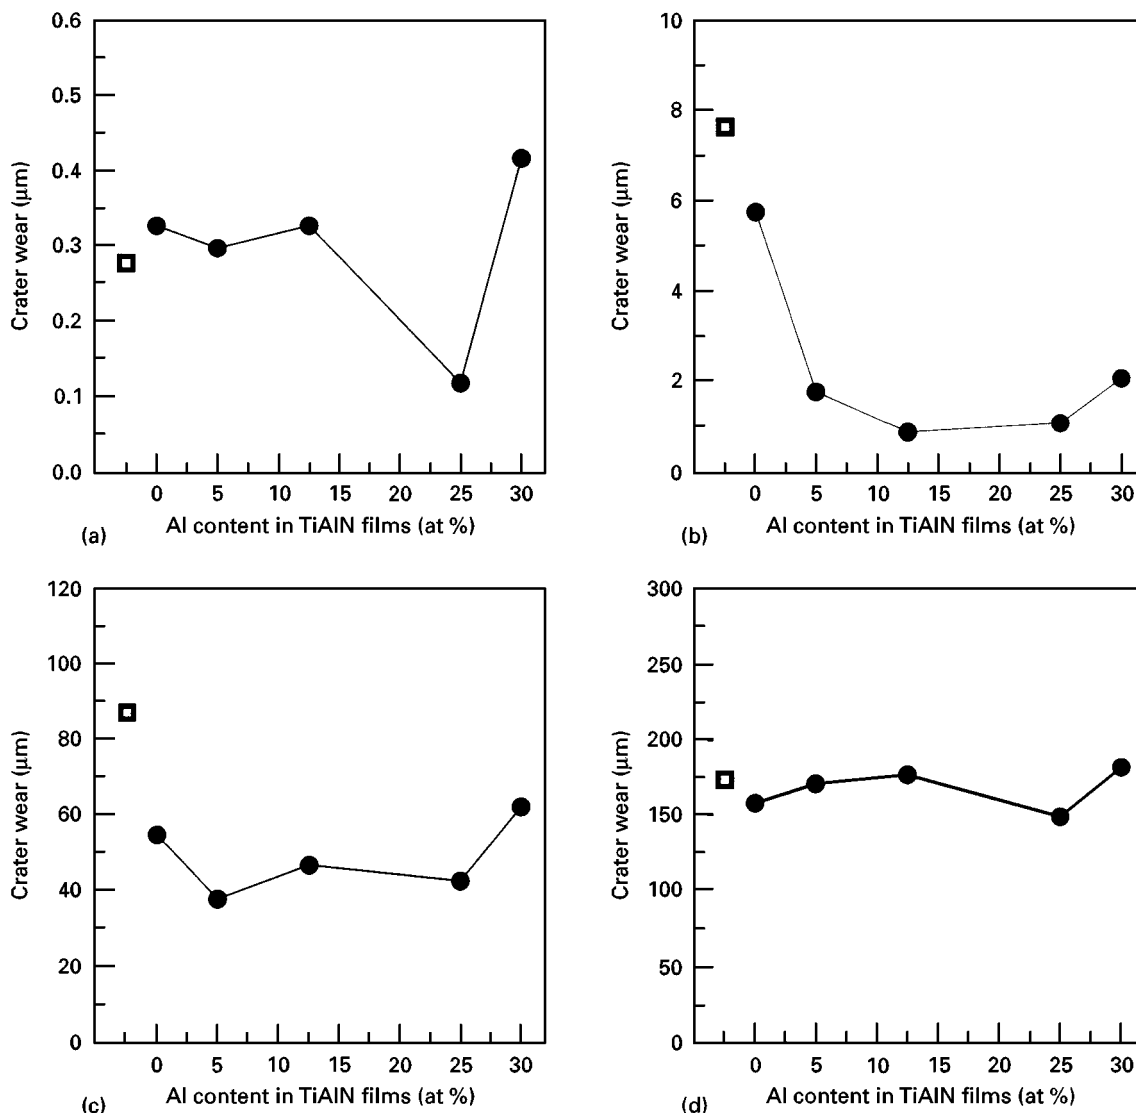 0.6
0.5
0.4
0.3
0.2
0.1
0.0
Crater wear (μm)
0 5 10 15 20 25 30
Al content in TiAlN films (at %)
(a)
10
8
6
4
2
0
Crater wear (μm)
0 5 10 15 20 25 30
Al content in TiAlN films (at %)
(b)
120
100
80
60
40
20
0
Crater wear (μm)
0 5 10 15 20 25 30
Al content in TiAlN films (at %)
(c)
300
250
200
150
100
50
0
Crater wear (μm)
0 5 10 15 20 25 30
Al content in TiAlN films (at %)
(d)